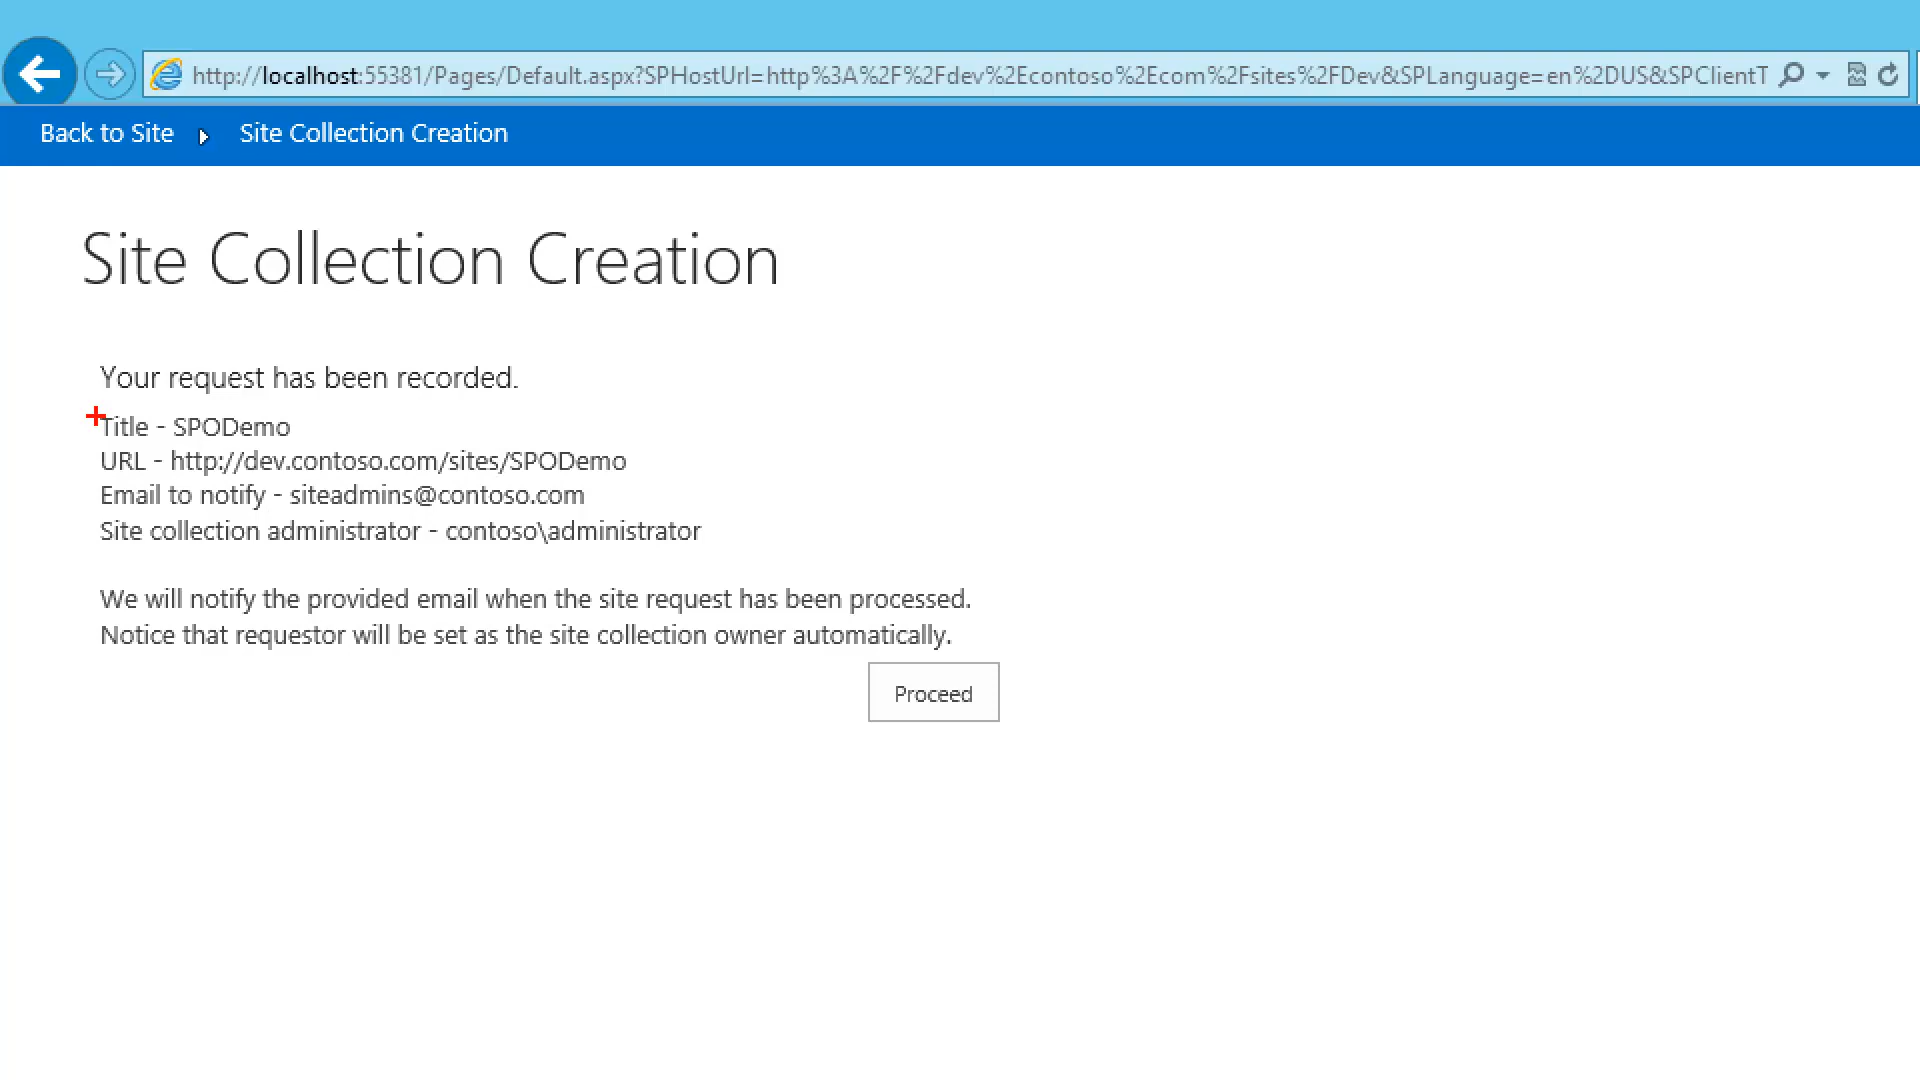 http://localhost:55381/Pages/Default.aspx?SPHostUrl=http%3A%2F%2Fdev%2Econtoso%2Ecom%2Fsites%2FDev&SPLanguage=en%2DUS&SPClientT
Back to Site Site Collection Creation
Site Collection Creation
Your request has been recorded.
Title - SPODemo
URL - http://dev.contoso.com/sites/SPODemo
Email to notify - siteadmins@contoso.com
Site collection administrator - contoso\administrator
We will notify the provided email when the site request has been processed.
Notice that requestor will be set as the site collection owner automatically.
Proceed